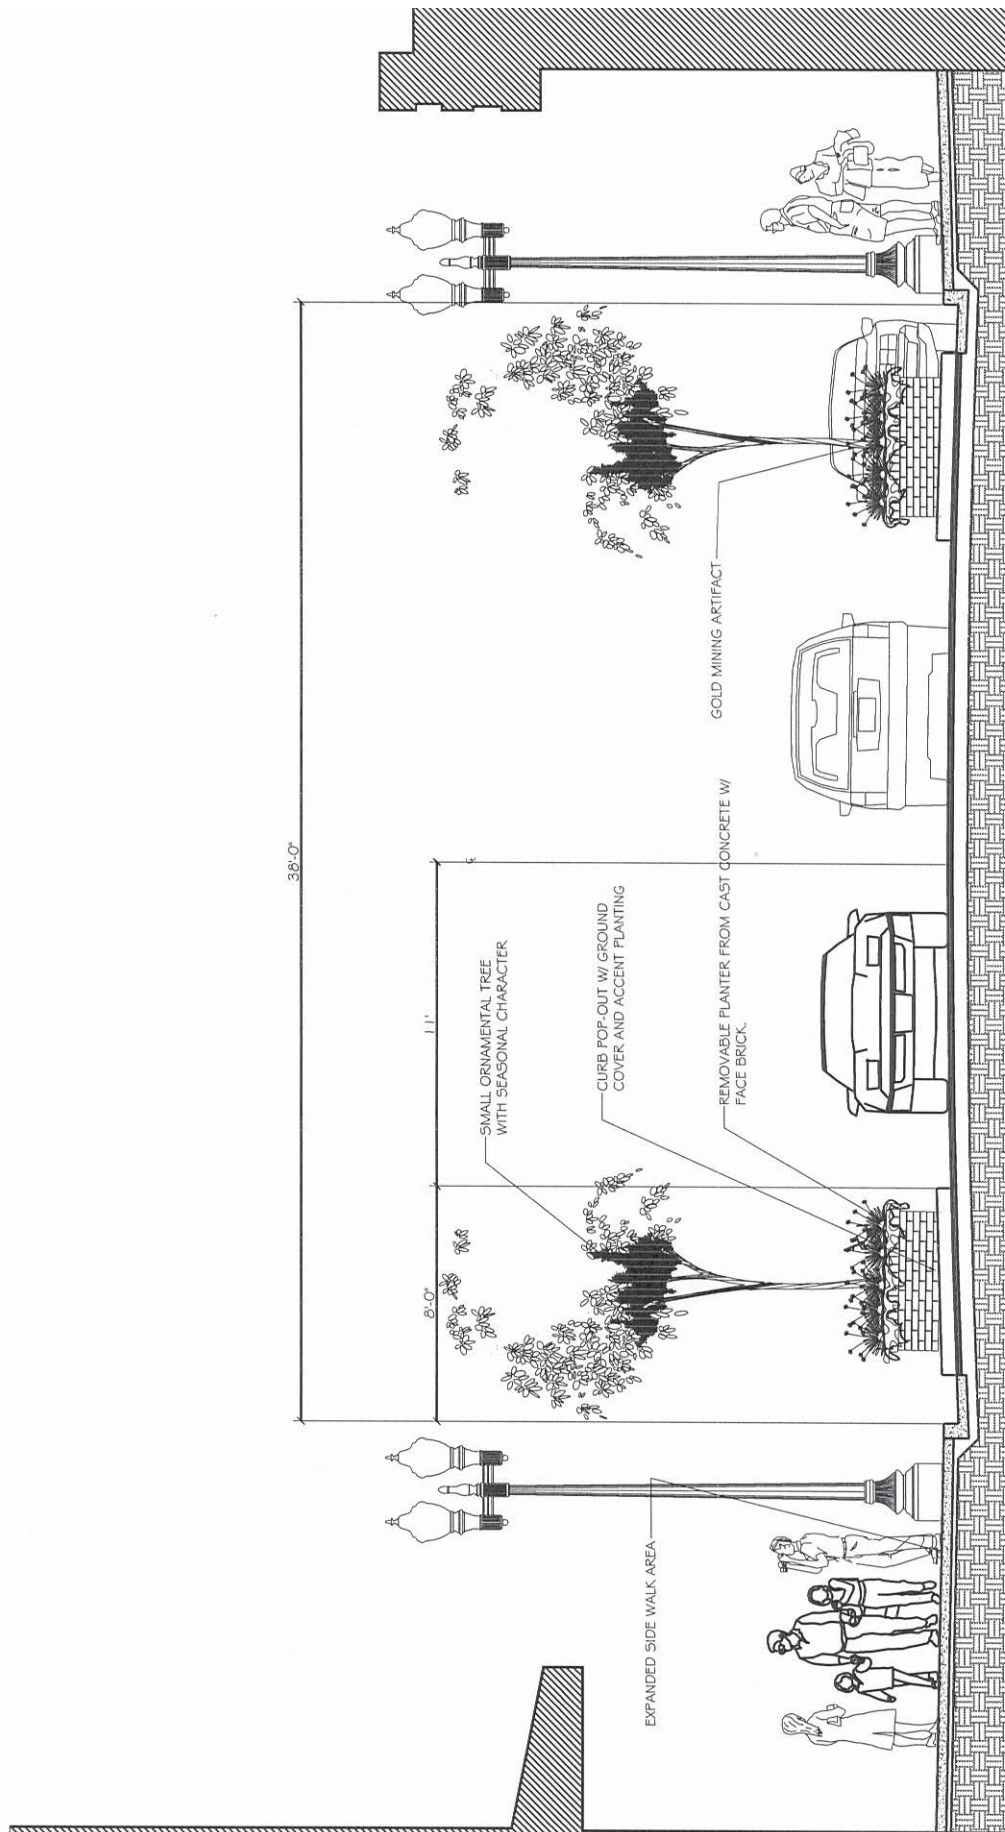 38'-0"
8'-0"
11'
℄
SMALL ORNAMENTAL TREE
WITH SEASONAL CHARACTER
CURB POP-OUT W/ GROUND
COVER AND ACCENT PLANTING
EXPANDED SIDE WALK AREA
REMOVABLE PLANTER FROM CAST CONCRETE W/
FACE BRICK.
GOLD MINING ARTIFACT